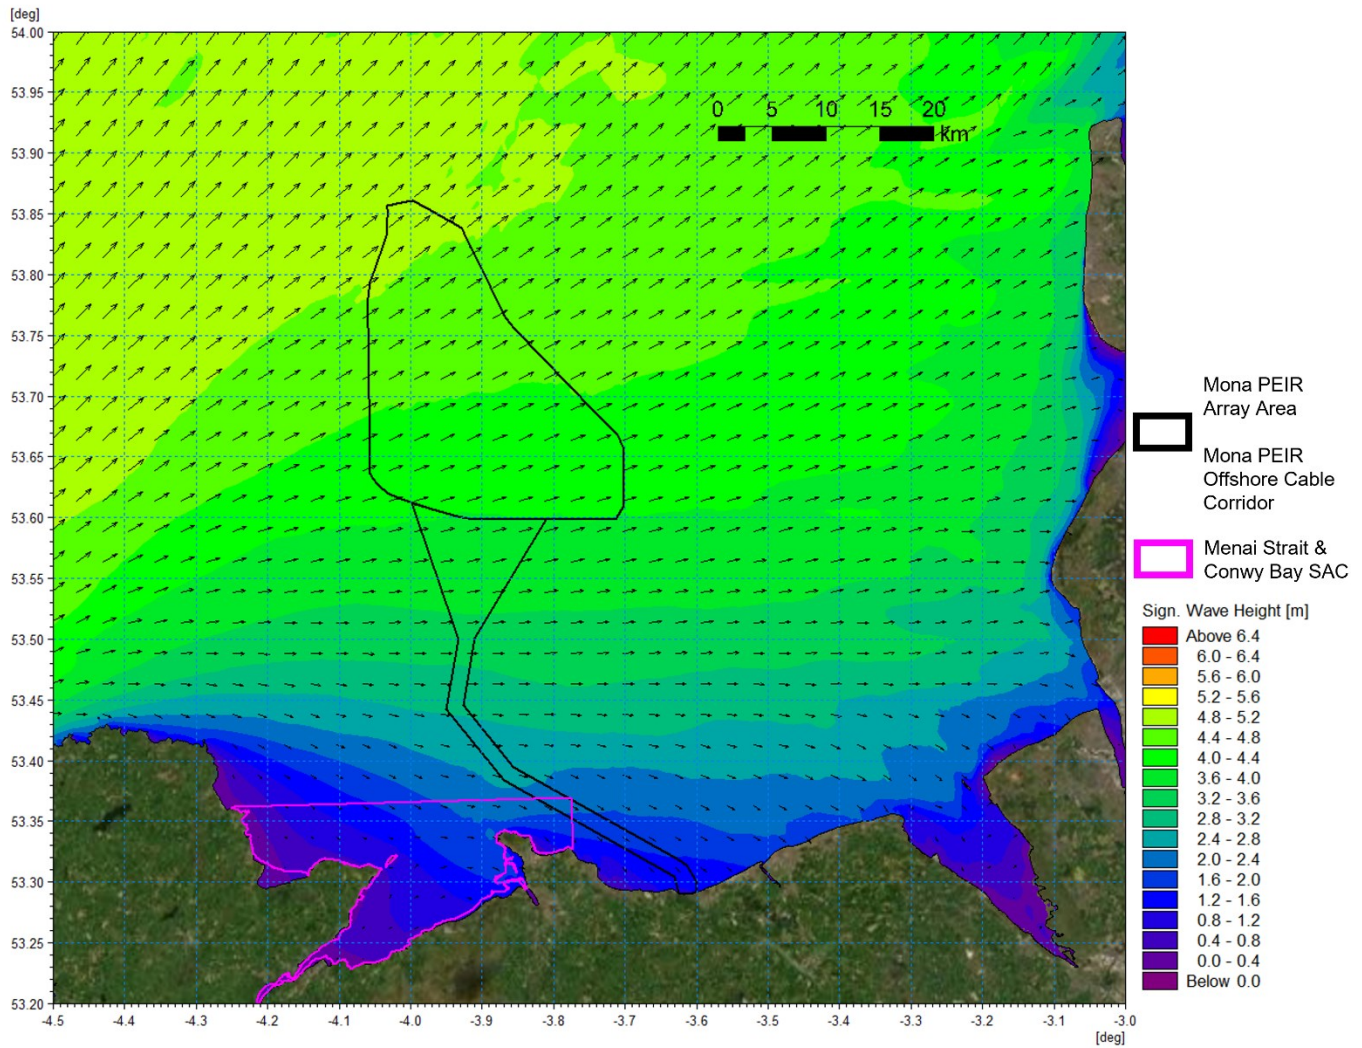 [deg]
54.00
53.95
53.90
53.85
53.80
53.75
53.70
53.65
53.60
53.55
53.50
53.45
53.40
53.35
53.30
53.25
53.20
0 5 10 15 20
km
-4.5 -4.4 -4.3 -4.2 -4.1 -4.0 -3.9 -3.8 -3.7 -3.6 -3.5 -3.4 -3.3 -3.2 -3.1 -3.0
[deg]
Mona PEIR
Array Area
Mona PEIR
Offshore Cable
Corridor
Menai Strait &
Conwy Bay SAC
Sign. Wave Height [m]
Above 6.4
6.0 - 6.4
5.6 - 6.0
5.2 - 5.6
4.8 - 5.2
4.4 - 4.8
4.0 - 4.4
3.6 - 4.0
3.2 - 3.6
2.8 - 3.2
2.4 - 2.8
2.0 - 2.4
1.6 - 2.0
1.2 - 1.6
0.8 - 1.2
0.4 - 0.8
0.0 - 0.4
Below 0.0